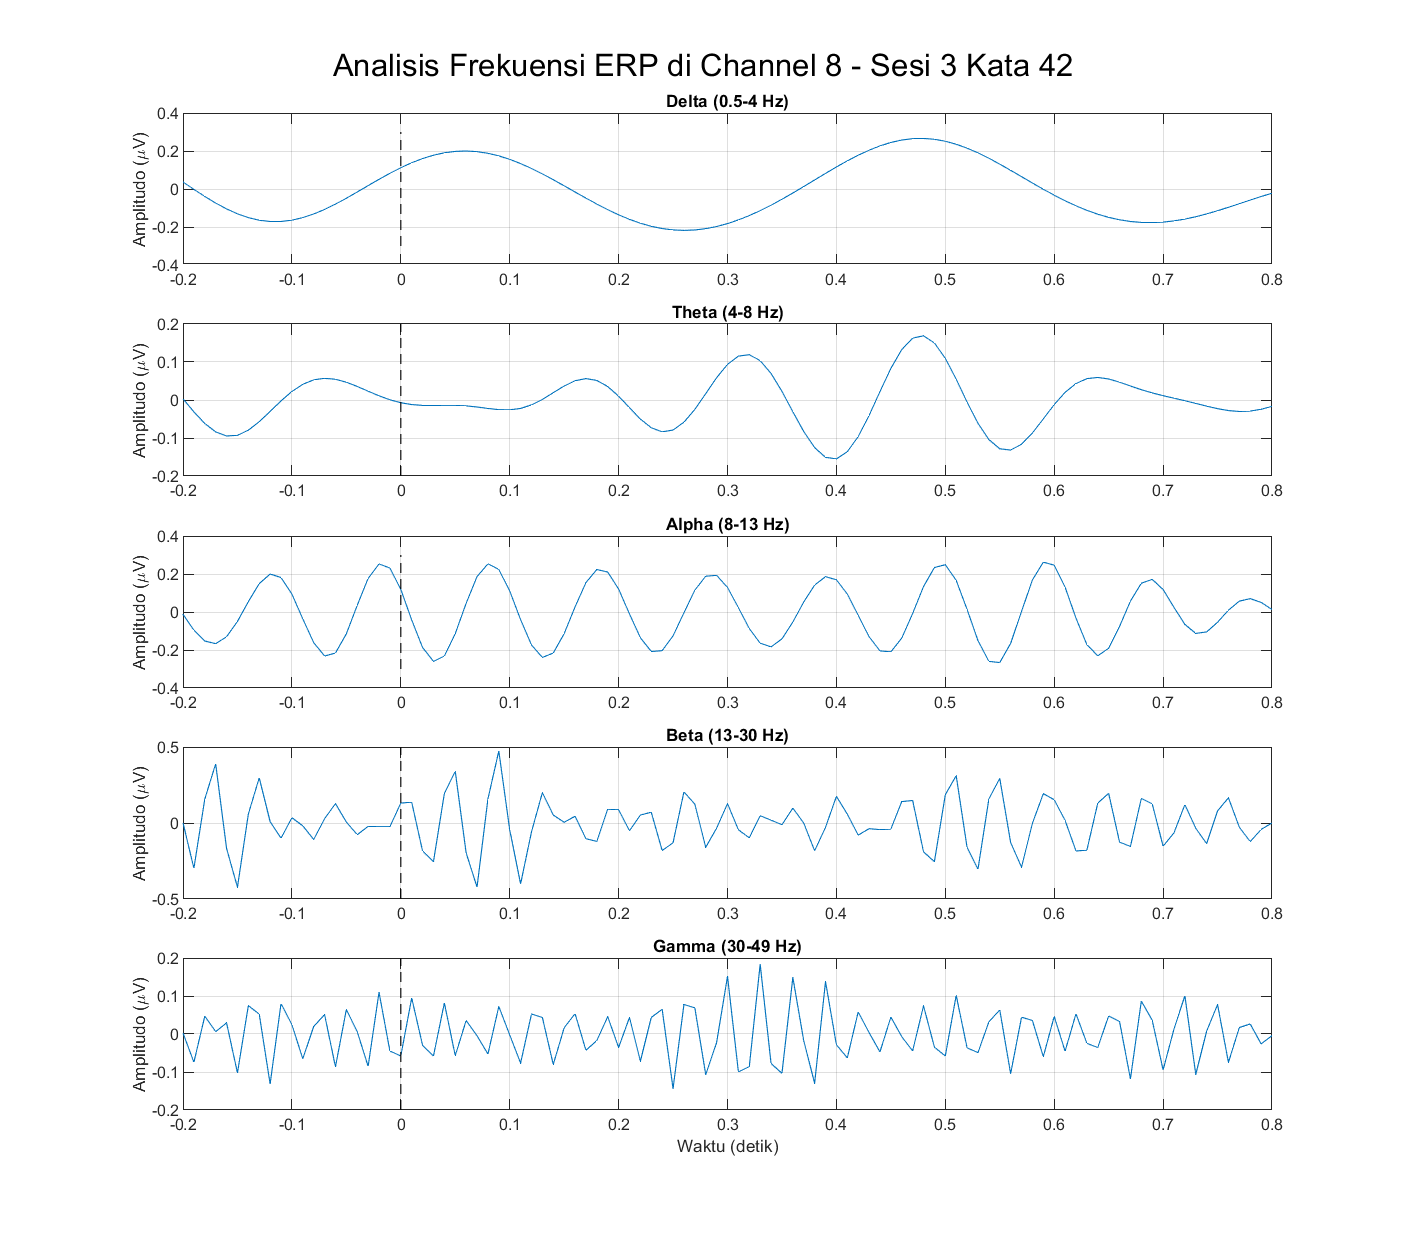 Analisis Frekuensi ERP di Channel 8 - Sesi 3 Kata 42
Delta (0.5-4 Hz)
Amplitudo (μV)
0.4
0.2
0
-0.2
-0.4
-0.2 -0.1 0 0.1 0.2 0.3 0.4 0.5 0.6 0.7 0.8
Theta (4-8 Hz)
Amplitudo (μV)
0.2
0.1
0
-0.1
-0.2
-0.2 -0.1 0 0.1 0.2 0.3 0.4 0.5 0.6 0.7 0.8
Alpha (8-13 Hz)
Amplitudo (μV)
0.4
0.2
0
-0.2
-0.4
-0.2 -0.1 0 0.1 0.2 0.3 0.4 0.5 0.6 0.7 0.8
Beta (13-30 Hz)
Amplitudo (μV)
0.5
0
-0.5
-0.2 -0.1 0 0.1 0.2 0.3 0.4 0.5 0.6 0.7 0.8
Gamma (30-49 Hz)
Amplitudo (μV)
0.2
0.1
0
-0.1
-0.2
-0.2 -0.1 0 0.1 0.2 0.3 0.4 0.5 0.6 0.7 0.8
Waktu (detik)